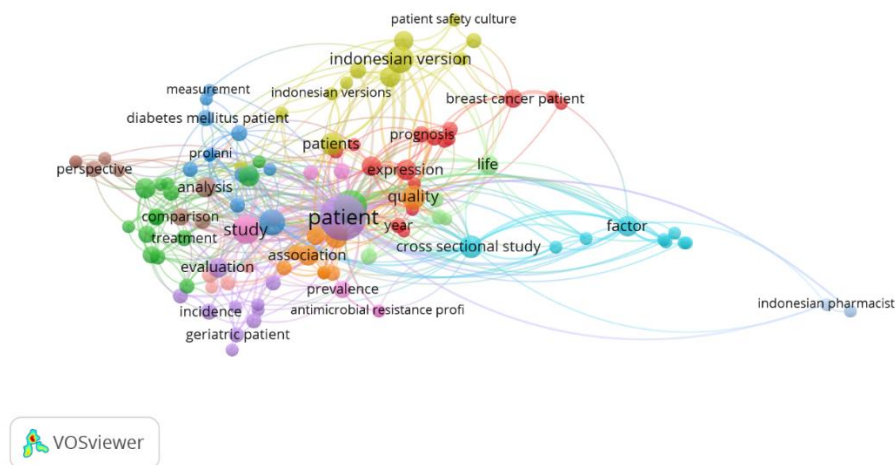 patient safety culture
indonesian version
measurement
indonesian versions
breast cancer patient
diabetes mellitus patient
prognosis
patients
prolani
life
perspective
expression
analysis
quality
comparison
patient
year
factor
study
treatment
cross sectional study
association
evaluation
prevalence
indonesian pharmacist
incidence
antimicrobial resistance profi
geriatric patient
VOSviewer